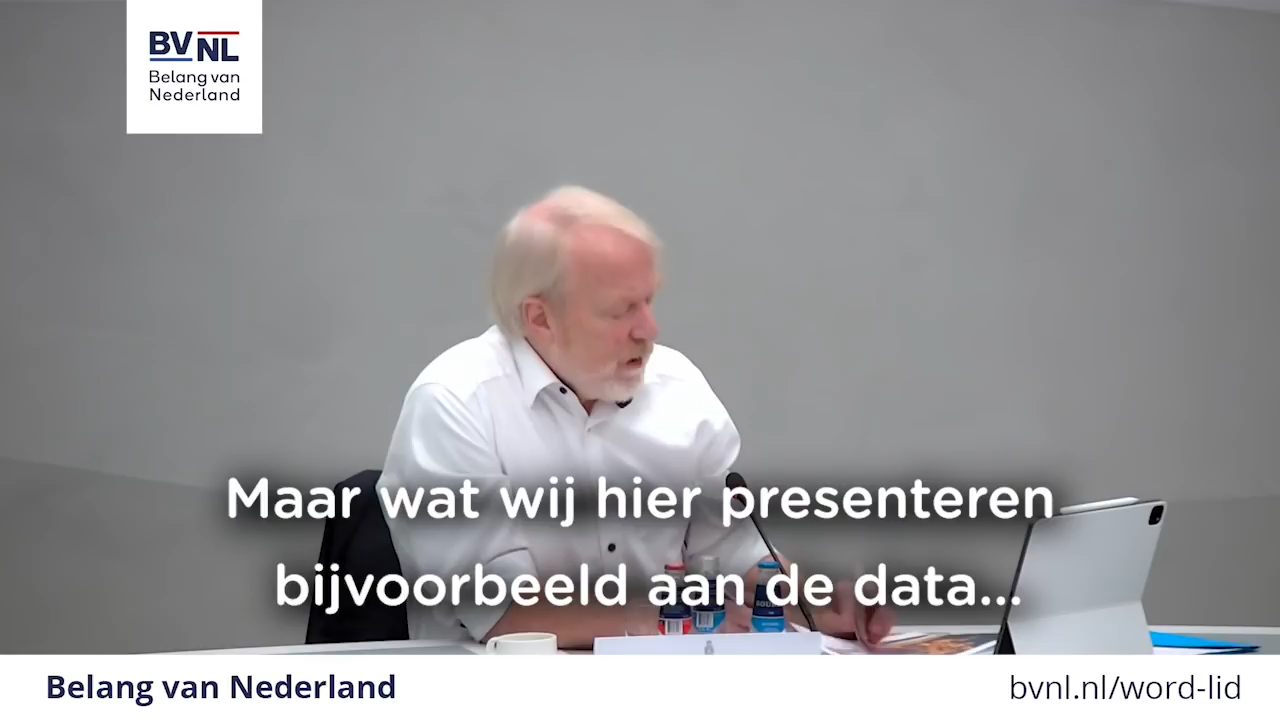 BVNL
Belang van
Nederland
Maar wat wij hier presenteren
bijvoorbeeld aan de data...
Belang van Nederland
bvnl.nl/word-lid